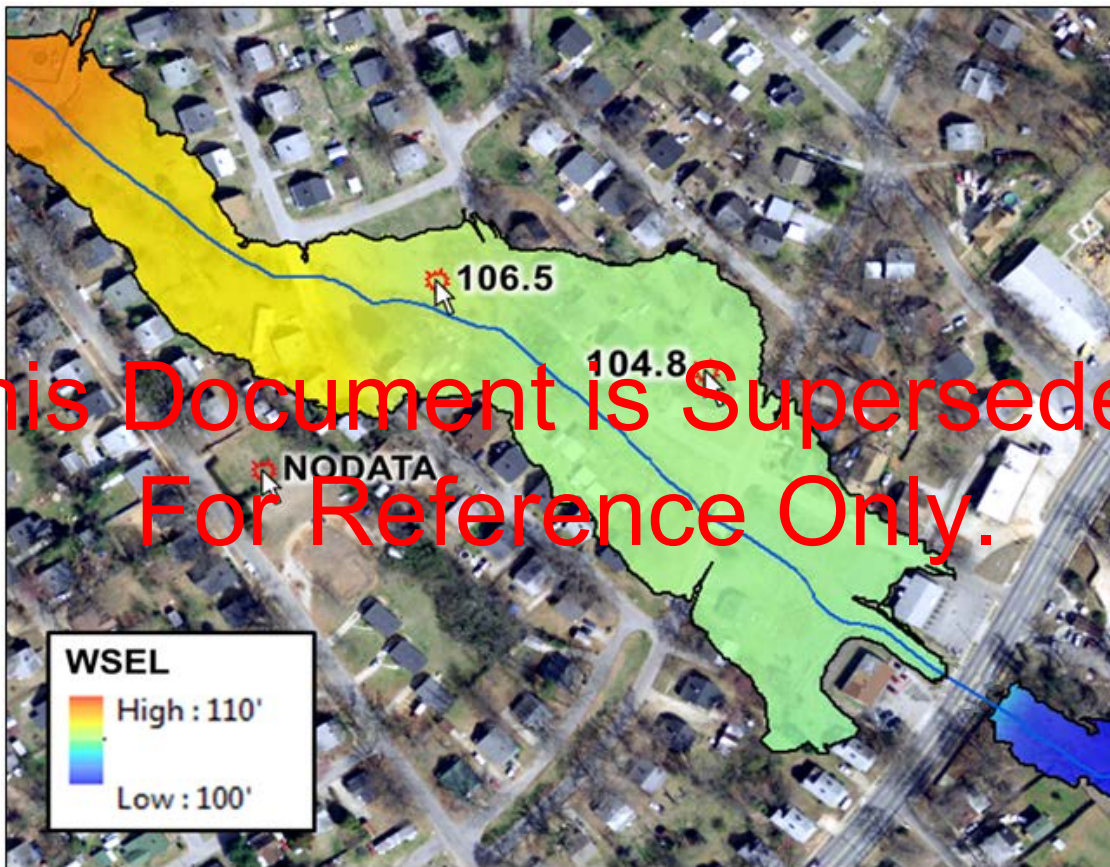 106.5
104.8
his Document is Supersede
NODATA
For Reference Only.
WSEL
High : 110'
Low : 100'